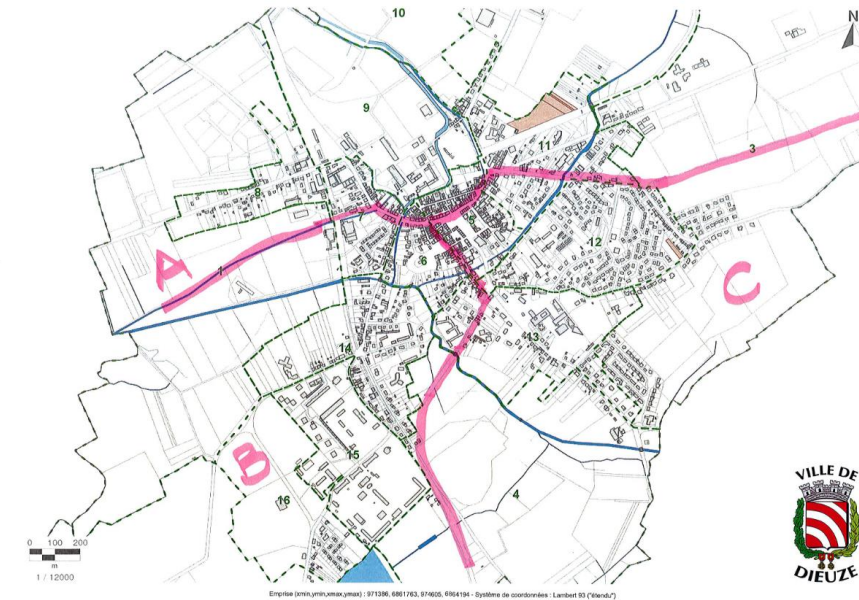 10
N
9
11
3
8
5
12
A
1
6
C
14
13
B
15
16
4
VILLE DE
DIEUZE
0 100 200
m
1 / 12000
Emprise (xmin,ymin,xmax,ymax) : 971386, 6861763, 974605, 6864194 - Système de coordonnées : Lambert 93 ("étendu")